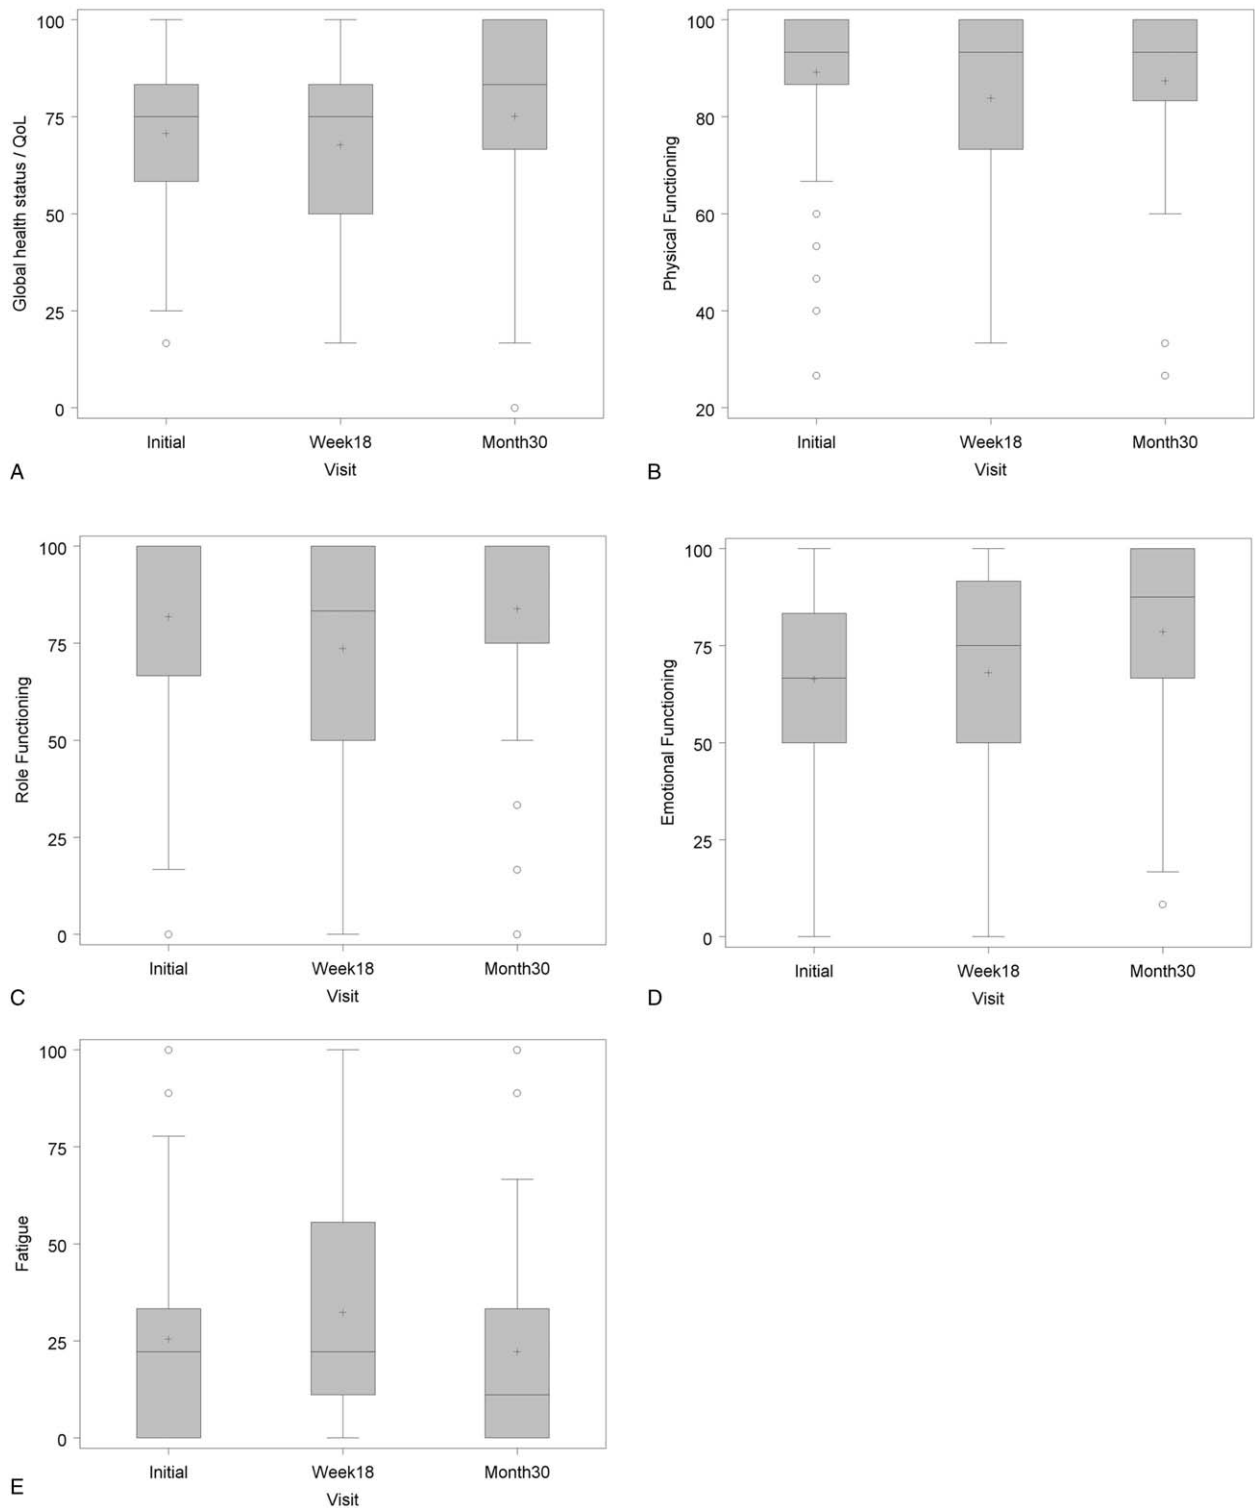 100
75
50
25
0
Global health status / QoL
Initial Week18 Month30
Visit
A
100
80
60
40
20
Physical Functioning
Initial Week18 Month30
Visit
B
100
75
50
25
0
Role Functioning
Initial Week18 Month30
Visit
C
100
75
50
25
0
Emotional Functioning
Initial Week18 Month30
Visit
D
100
75
50
25
0
Fatigue
Initial Week18 Month30
Visit
E